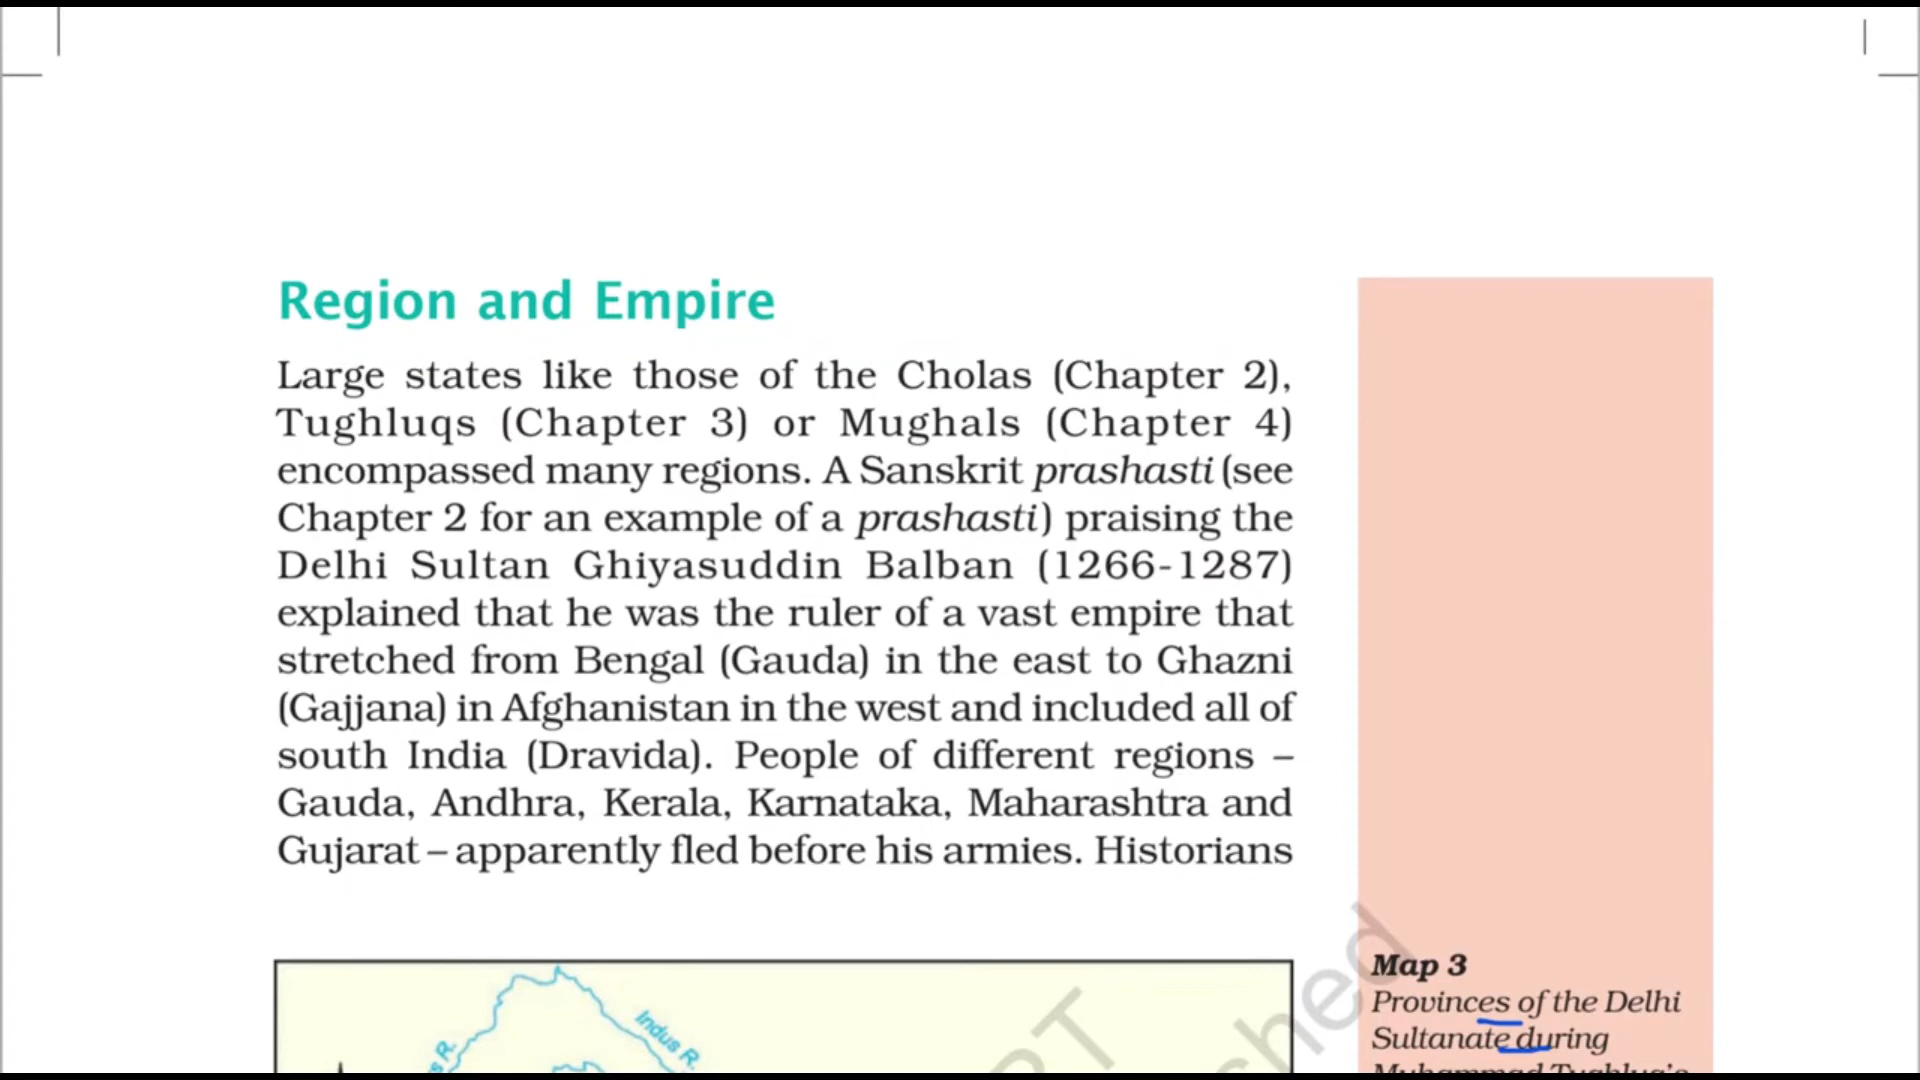 Region and Empire
Large states like those of the Cholas (Chapter 2),
Tughluqs (Chapter 3) or Mughals (Chapter 4)
encompassed many regions. A Sanskrit prashasti (see
Chapter 2 for an example of a prashasti) praising the
Delhi Sultan Ghiyasuddin Balban (1266-1287)
explained that he was the ruler of a vast empire that
stretched from Bengal (Gauda) in the east to Ghazni
(Gajjana) in Afghanistan in the west and included all of
south India (Dravida). People of different regions –
Gauda, Andhra, Kerala, Karnataka, Maharashtra and
Gujarat – apparently fled before his armies. Historians
Indus R.
Map 3
Provinces of the Delhi
Sultanate during
Muhammad Tughluq's